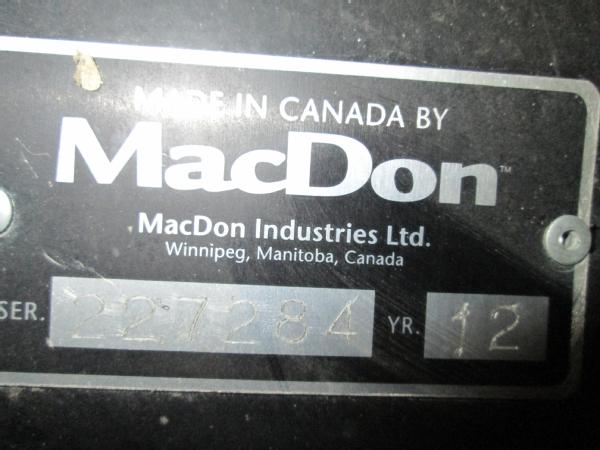 MADE IN CANADA BY
MacDon™
MacDon Industries Ltd.
Winnipeg, Manitoba, Canada
SER. 227284 YR. 12